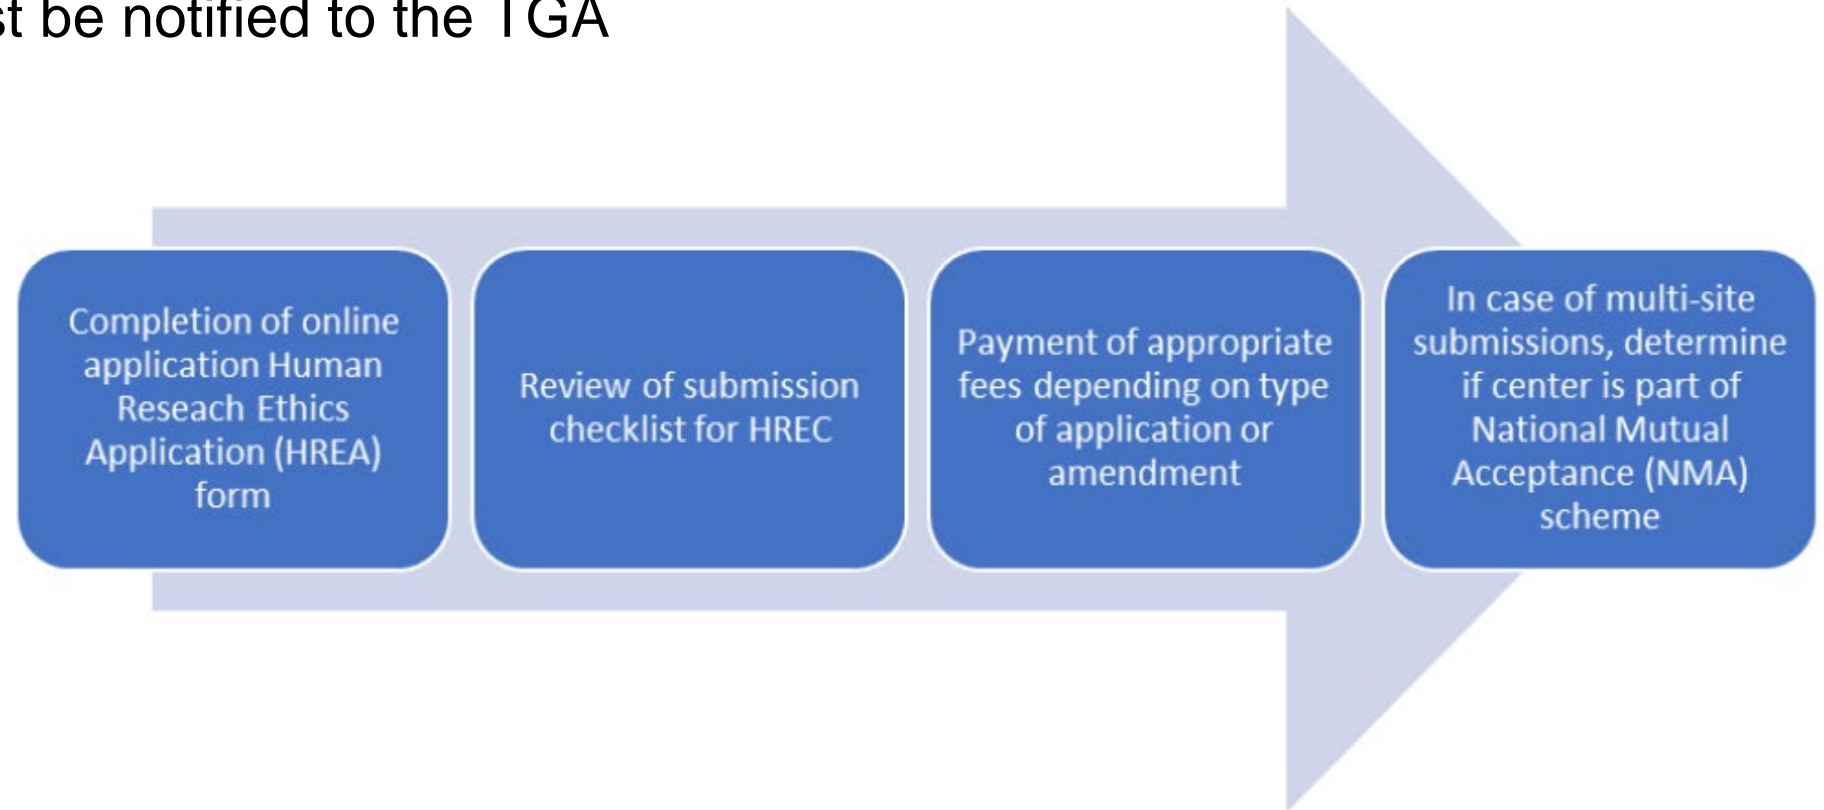 st be notified to the TGA
Completion of online
application Human
Reseach Ethics
Application (HREA)
form
Review of submission
checklist for HREC
Payment of appropriate
fees depending on type
of application or
amendment
In case of multi-site
submissions, determine
if center is part of
National Mutual
Acceptance (NMA)
scheme